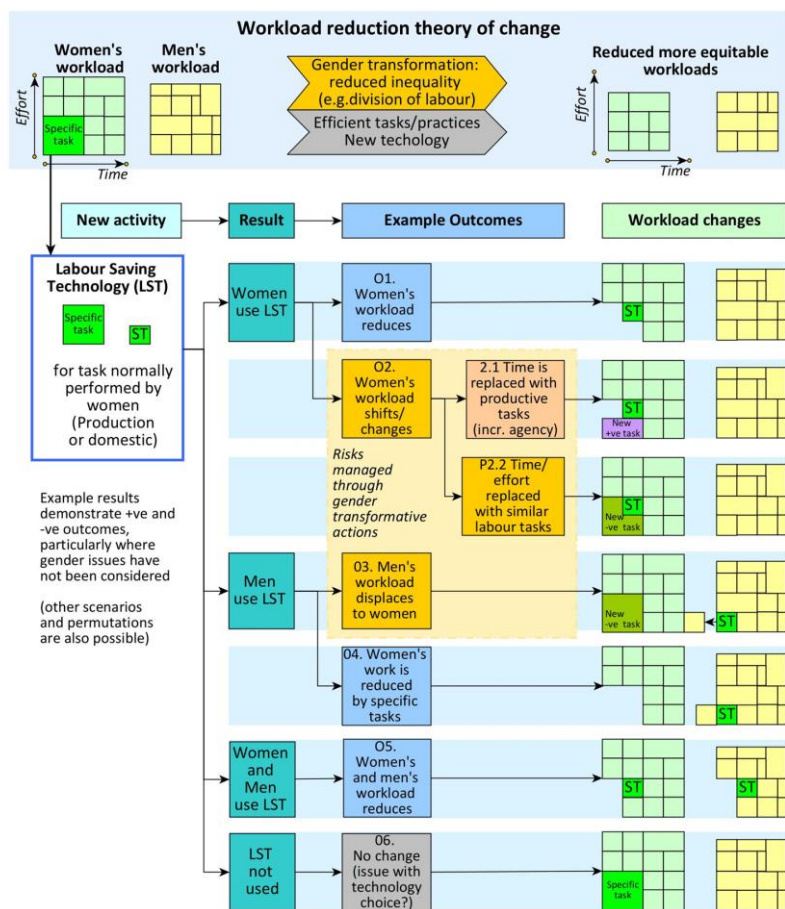 Workload reduction theory of change
Women's
workload
Men's
workload
Effort
Specific
task
Time
Gender transformation:
reduced inequality
(e.g.division of labour)
Efficient tasks/practices
New techology
Reduced more equitable
workloads
Effort
Time
New activity
Result
Example Outcomes
Workload changes
Labour Saving
Technology (LST)
Specific
task
ST
for task normally
performed by
women
(Production
or domestic)
Example results
demonstrate +ve and
-ve outcomes,
particularly where
gender issues have
not been considered
(other scenarios
and permutations
are also possible)
Women
use LST
O1.
Women's
workload
reduces
ST
O2.
Women's
workload
shifts/
changes
2.1 Time is
replaced with
productive
tasks
(incr. agency)
ST
New
+ve task
Risks
managed
through
gender
transformative
actions
P2.2 Time/
effort
replaced
with similar
labour tasks
ST
New -ve task
Men
use LST
03. Men's
workload
displaces
to women
New
-ve task
ST
04. Women's
work is
reduced
by specific
tasks
ST
Women
and
Men
use LST
O5.
Women's
and men's
workload
reduces
ST
ST
LST
not
used
06.
No change
(issue with
technology
choice?)
Specific
task